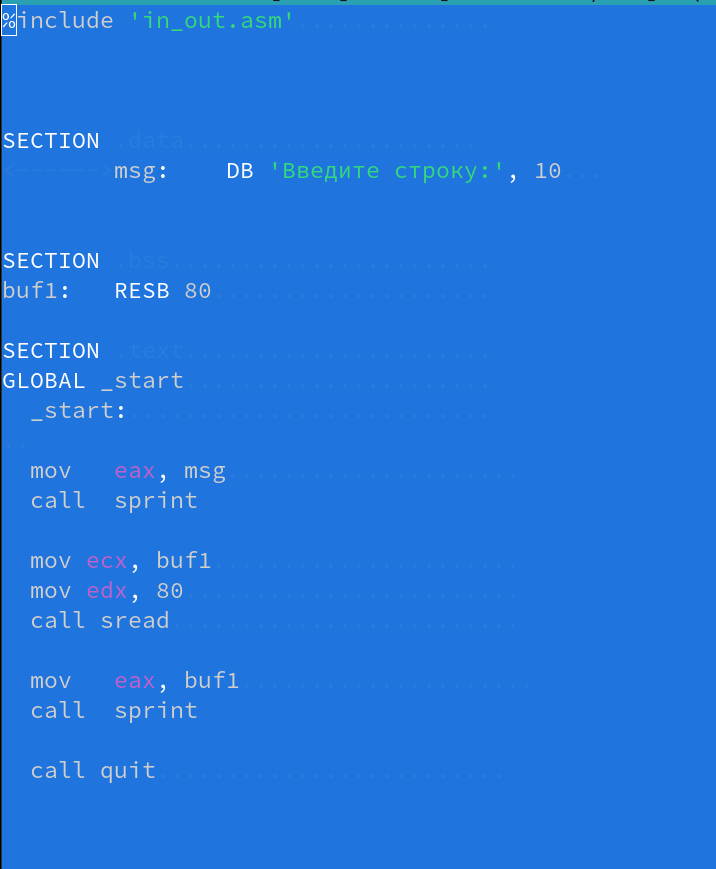 %include 'in_out.asm'
SECTION .data
msg: DB 'Введите строку:', 10
SECTION .bss
buf1: RESB 80
SECTION .text
GLOBAL _start
_start:
mov eax, msg
call sprint
mov ecx, buf1
mov edx, 80
call sread
mov eax, buf1
call sprint
call quit